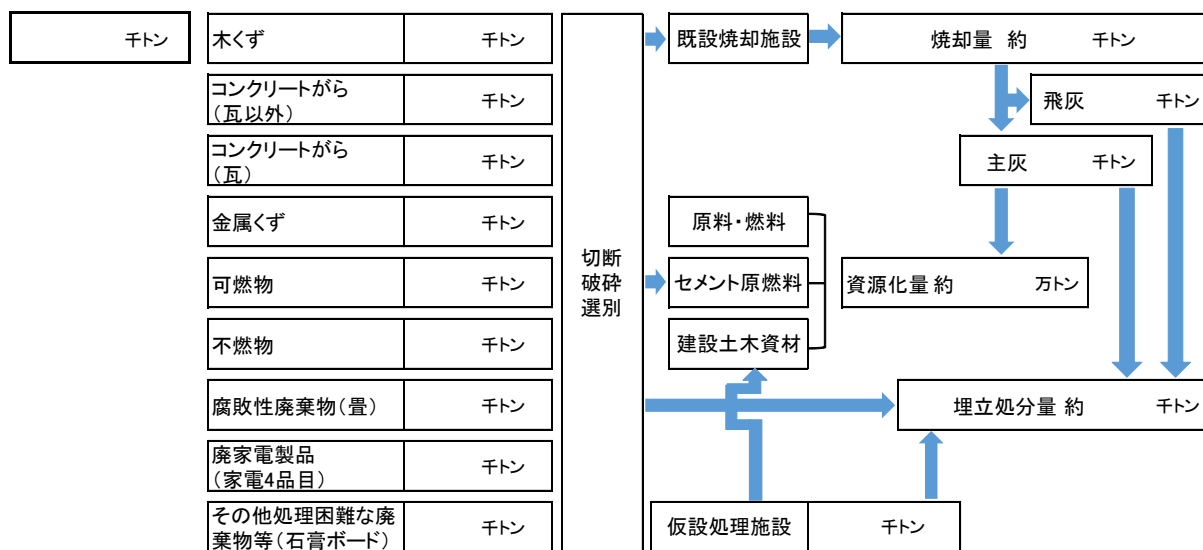 千トン
木くず 千トン
既設焼却施設
焼却量 約 千トン
コンクリートがら
(瓦以外)
千トン
飛灰 千トン
コンクリートがら
(瓦)
千トン
主灰 千トン
金属くず 千トン
原料・燃料
切断
破砕
選別
可燃物 千トン
セメント原燃料
資源化量 約 万トン
不燃物 千トン
建設土木資材
腐敗性廃棄物(畳) 千トン
埋立処分量 約 千トン
廃家電製品
(家電4品目)
千トン
その他処理困難な廃
棄物等(石膏ボード)
千トン
仮設処理施設 千トン